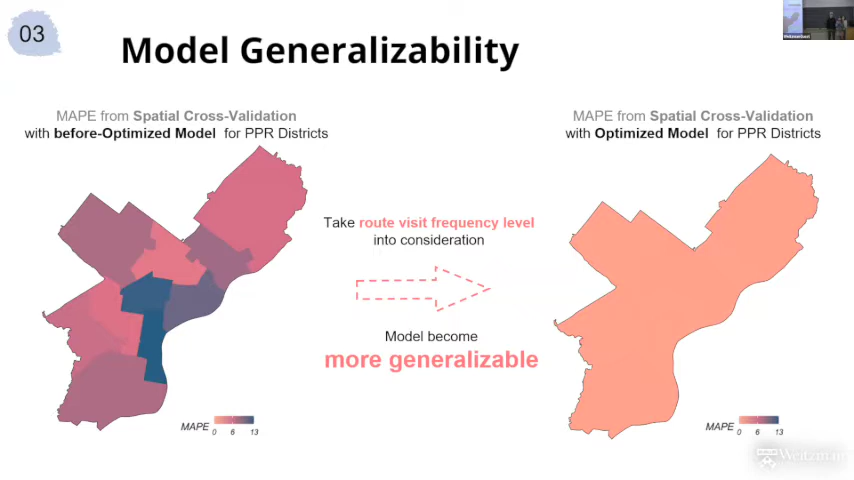 03
Model Generalizability
MAPE from Spatial Cross-Validation
with before-Optimized Model for PPR Districts
MAPE from Spatial Cross-Validation
with Optimized Model for PPR Districts
Take route visit frequency level
into consideration
Model become
more generalizable
MAPE
0 6 13
MAPE
0 6 13
Weitzman